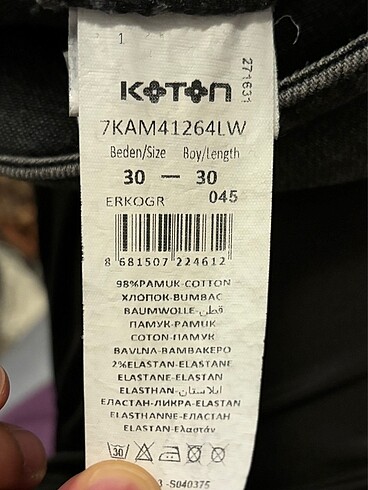 1
KOTON
271631
7KAM41264LW
Beden/Size Boy/Length
30 — 30
ERKOGR 045
8 681507 224612
98%PAMUK-COTTON
ХЛОПОК-BUMBAC
BAUMWOLLE-قطن
ПАМУК-PAMUK
COTON-ПАМУК
BAVLNA-BAMBAKEPO
2%ELASTAN-ELASTANE
ELASTANE-ELASTAN
ELASTHAN-ايلاستان
ЕЛАСТАН-ЛИКРА-ELASTAN
ELASTHANNE-ЕЛАСТАН
ELASTAN-Ελαστάν
30
3 -S040375